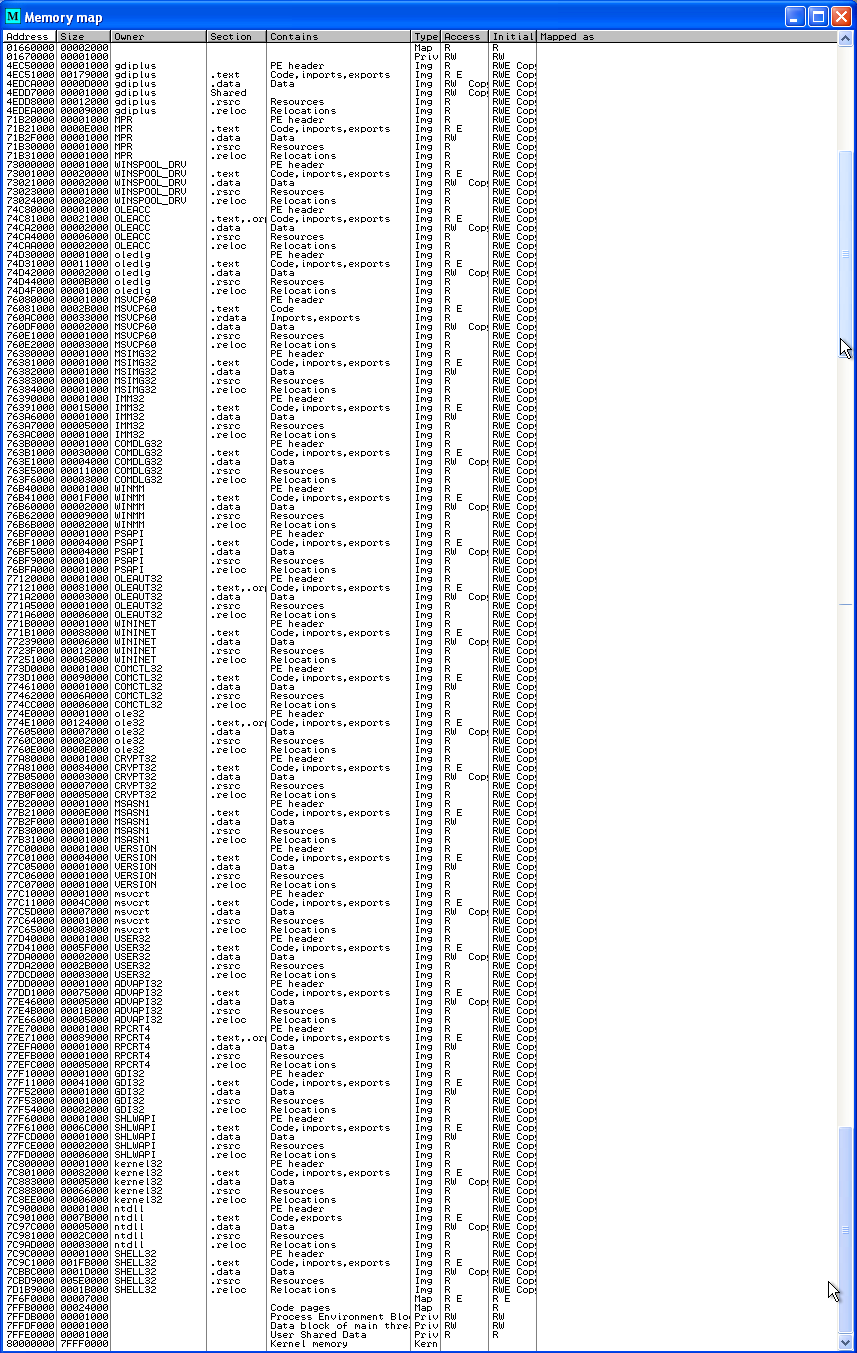 M Memory map
Address Size Owner Section Contains Type Access Initial Mapped as
01660000 00002000 Map R R
01670000 00001000 Priv RW RW
4EC50000 00001000 gdiplus PE header Img R RWE Cop
4EC51000 00179000 gdiplus .text Code,imports,exports Img R E RWE Cop
4EDCA000 0000D000 gdiplus .data Data Img RW Cop RWE Cop
4EDD7000 00001000 gdiplus Shared Img RW Cop RWE Cop
4EDD8000 00012000 gdiplus .rsrc Resources Img R RWE Cop
4EDEA000 00009000 gdiplus .reloc Relocations Img R RWE Cop
71B20000 00001000 MPR PE header Img R RWE Cop
71B21000 0000E000 MPR .text Code,imports,exports Img R E RWE Cop
71B2F000 00001000 MPR .data Data Img RW RWE Cop
71B30000 00001000 MPR .rsrc Resources Img R RWE Cop
71B31000 00001000 MPR .reloc Relocations Img R RWE Cop
73000000 00001000 WINSPOOL_DRV PE header Img R RWE Cop
73001000 00020000 WINSPOOL_DRV .text Code,imports,exports Img R E RWE Cop
73021000 00002000 WINSPOOL_DRV .data Data Img RW Cop RWE Cop
73023000 00001000 WINSPOOL_DRV .rsrc Resources Img R RWE Cop
73024000 00002000 WINSPOOL_DRV .reloc Relocations Img R RWE Cop
74C80000 00001000 OLEACC PE header Img R RWE Cop
74C81000 00021000 OLEACC .text,.orp Code,imports,exports Img R E RWE Cop
74CA2000 00002000 OLEACC .data Data Img RW Cop RWE Cop
74CA4000 00006000 OLEACC .rsrc Resources Img R RWE Cop
74CAA000 00002000 OLEACC .reloc Relocations Img R RWE Cop
74D30000 00001000 oledlg PE header Img R RWE Cop
74D31000 00011000 oledlg .text Code,imports,exports Img R E RWE Cop
74D42000 00002000 oledlg .data Data Img RW Cop RWE Cop
74D44000 0000B000 oledlg .rsrc Resources Img R RWE Cop
74D4F000 00001000 oledlg .reloc Relocations Img R RWE Cop
76080000 00001000 MSVCP60 PE header Img R RWE Cop
76081000 0002B000 MSVCP60 .text Code Img R E RWE Cop
760AC000 00033000 MSVCP60 .rdata Imports,exports Img R RWE Cop
760DF000 00002000 MSVCP60 .data Data Img RW Cop RWE Cop
760E1000 00001000 MSVCP60 .rsrc Resources Img R RWE Cop
760E2000 00003000 MSVCP60 .reloc Relocations Img R RWE Cop
76380000 00001000 MSIMG32 PE header Img R RWE Cop
76381000 00001000 MSIMG32 .text Code,imports,exports Img R E RWE Cop
76382000 00001000 MSIMG32 .data Data Img RW RWE Cop
76383000 00001000 MSIMG32 .rsrc Resources Img R RWE Cop
76384000 00001000 MSIMG32 .reloc Relocations Img R RWE Cop
76390000 00001000 IMM32 PE header Img R RWE Cop
76391000 00015000 IMM32 .text Code,imports,exports Img R E RWE Cop
763A6000 00001000 IMM32 .data Data Img RW RWE Cop
763A7000 00005000 IMM32 .rsrc Resources Img R RWE Cop
763AC000 00001000 IMM32 .reloc Relocations Img R RWE Cop
763B0000 00001000 COMDLG32 PE header Img R RWE Cop
763B1000 00030000 COMDLG32 .text Code,imports,exports Img R E RWE Cop
763E1000 00004000 COMDLG32 .data Data Img RW Cop RWE Cop
763E5000 00011000 COMDLG32 .rsrc Resources Img R RWE Cop
763F6000 00003000 COMDLG32 .reloc Relocations Img R RWE Cop
76B40000 00001000 WINMM PE header Img R RWE Cop
76B41000 0001F000 WINMM .text Code,imports,exports Img R E RWE Cop
76B60000 00002000 WINMM .data Data Img RW Cop RWE Cop
76B62000 00009000 WINMM .rsrc Resources Img R RWE Cop
76B6B000 00002000 WINMM .reloc Relocations Img R RWE Cop
76BF0000 00001000 PSAPI PE header Img R RWE Cop
76BF1000 00004000 PSAPI .text Code,imports,exports Img R E RWE Cop
76BF5000 00004000 PSAPI .data Data Img RW Cop RWE Cop
76BF9000 00001000 PSAPI .rsrc Resources Img R RWE Cop
76BFA000 00001000 PSAPI .reloc Relocations Img R RWE Cop
77120000 00001000 OLEAUT32 PE header Img R RWE Cop
77121000 00081000 OLEAUT32 .text,.orp Code,imports,exports Img R E RWE Cop
771A2000 00003000 OLEAUT32 .data Data Img RW Cop RWE Cop
771A5000 00001000 OLEAUT32 .rsrc Resources Img R RWE Cop
771A6000 00006000 OLEAUT32 .reloc Relocations Img R RWE Cop
771B0000 00001000 WININET PE header Img R RWE Cop
771B1000 00088000 WININET .text Code,imports,exports Img R E RWE Cop
77239000 00006000 WININET .data Data Img RW Cop RWE Cop
7723F000 00012000 WININET .rsrc Resources Img R RWE Cop
77251000 00005000 WININET .reloc Relocations Img R RWE Cop
773D0000 00001000 COMCTL32 PE header Img R RWE Cop
773D1000 00090000 COMCTL32 .text Code,imports,exports Img R E RWE Cop
77461000 00001000 COMCTL32 .data Data Img RW RWE Cop
77462000 0006A000 COMCTL32 .rsrc Resources Img R RWE Cop
774CC000 00006000 COMCTL32 .reloc Relocations Img R RWE Cop
774E0000 00001000 ole32 PE header Img R RWE Cop
774E1000 00124000 ole32 .text,.orp Code,imports,exports Img R E RWE Cop
77605000 00007000 ole32 .data Data Img RW Cop RWE Cop
7760C000 00002000 ole32 .rsrc Resources Img R RWE Cop
7760E000 0000E000 ole32 .reloc Relocations Img R RWE Cop
77A80000 00001000 CRYPT32 PE header Img R RWE Cop
77A81000 00084000 CRYPT32 .text Code,imports,exports Img R E RWE Cop
77B05000 00003000 CRYPT32 .data Data Img RW Cop RWE Cop
77B08000 00007000 CRYPT32 .rsrc Resources Img R RWE Cop
77B0F000 00005000 CRYPT32 .reloc Relocations Img R RWE Cop
77B20000 00001000 MSASN1 PE header Img R RWE Cop
77B21000 0000E000 MSASN1 .text Code,imports,exports Img R E RWE Cop
77B2F000 00001000 MSASN1 .data Data Img RW RWE Cop
77B30000 00001000 MSASN1 .rsrc Resources Img R RWE Cop
77B31000 00001000 MSASN1 .reloc Relocations Img R RWE Cop
77C00000 00001000 VERSION PE header Img R RWE Cop
77C01000 00004000 VERSION .text Code,imports,exports Img R E RWE Cop
77C05000 00001000 VERSION .data Data Img RW RWE Cop
77C06000 00001000 VERSION .rsrc Resources Img R RWE Cop
77C07000 00001000 VERSION .reloc Relocations Img R RWE Cop
77C10000 00001000 msvcrt PE header Img R RWE Cop
77C11000 0004C000 msvcrt .text Code,imports,exports Img R E RWE Cop
77C5D000 00007000 msvcrt .data Data Img RW Cop RWE Cop
77C64000 00001000 msvcrt .rsrc Resources Img R RWE Cop
77C65000 00003000 msvcrt .reloc Relocations Img R RWE Cop
77D40000 00001000 USER32 PE header Img R RWE Cop
77D41000 0005F000 USER32 .text Code,imports,exports Img R E RWE Cop
77DA0000 00002000 USER32 .data Data Img RW Cop RWE Cop
77DA2000 0002B000 USER32 .rsrc Resources Img R RWE Cop
77DCD000 00003000 USER32 .reloc Relocations Img R RWE Cop
77DD0000 00001000 ADVAPI32 PE header Img R RWE Cop
77DD1000 00075000 ADVAPI32 .text Code,imports,exports Img R E RWE Cop
77E46000 00005000 ADVAPI32 .data Data Img RW Cop RWE Cop
77E4B000 0001B000 ADVAPI32 .rsrc Resources Img R RWE Cop
77E66000 00005000 ADVAPI32 .reloc Relocations Img R RWE Cop
77E70000 00001000 RPCRT4 PE header Img R RWE Cop
77E71000 00089000 RPCRT4 .text,.orp Code,imports,exports Img R E RWE Cop
77EFA000 00001000 RPCRT4 .data Data Img RW RWE Cop
77EFB000 00001000 RPCRT4 .rsrc Resources Img R RWE Cop
77EFC000 00005000 RPCRT4 .reloc Relocations Img R RWE Cop
77F10000 00001000 GDI32 PE header Img R RWE Cop
77F11000 00041000 GDI32 .text Code,imports,exports Img R E RWE Cop
77F52000 00001000 GDI32 .data Data Img RW RWE Cop
77F53000 00001000 GDI32 .rsrc Resources Img R RWE Cop
77F54000 00002000 GDI32 .reloc Relocations Img R RWE Cop
77F60000 00001000 SHLWAPI PE header Img R RWE Cop
77F61000 0006C000 SHLWAPI .text Code,imports,exports Img R E RWE Cop
77FCD000 00001000 SHLWAPI .data Data Img RW RWE Cop
77FCE000 00002000 SHLWAPI .rsrc Resources Img R RWE Cop
77FD0000 00006000 SHLWAPI .reloc Relocations Img R RWE Cop
7C800000 00001000 kernel32 PE header Img R RWE Cop
7C801000 00082000 kernel32 .text Code,imports,exports Img R E RWE Cop
7C883000 00005000 kernel32 .data Data Img RW Cop RWE Cop
7C888000 00066000 kernel32 .rsrc Resources Img R RWE Cop
7C8EE000 00006000 kernel32 .reloc Relocations Img R RWE Cop
7C900000 00001000 ntdll PE header Img R RWE Cop
7C901000 0007B000 ntdll .text Code,exports Img R E RWE Cop
7C97C000 00005000 ntdll .data Data Img RW Cop RWE Cop
7C981000 0002C000 ntdll .rsrc Resources Img R RWE Cop
7C9AD000 00003000 ntdll .reloc Relocations Img R RWE Cop
7C9C0000 00001000 SHELL32 PE header Img R RWE Cop
7C9C1000 001FB000 SHELL32 .text Code,imports,exports Img R E RWE Cop
7CBBC000 0001D000 SHELL32 .data Data Img RW Cop RWE Cop
7CBD9000 005E0000 SHELL32 .rsrc Resources Img R RWE Cop
7D1B9000 0001B000 SHELL32 .reloc Relocations Img R RWE Cop
7F6F0000 00007000 Map R E R E
7FFB0000 00024000 Code pages Map R R
7FFDB000 00001000 Process Environment Blo Priv RW RW
7FFDF000 00001000 Data block of main thre Priv RW RW
7FFE0000 00001000 User Shared Data Priv R R
80000000 7FFF0000 Kernel memory Kern